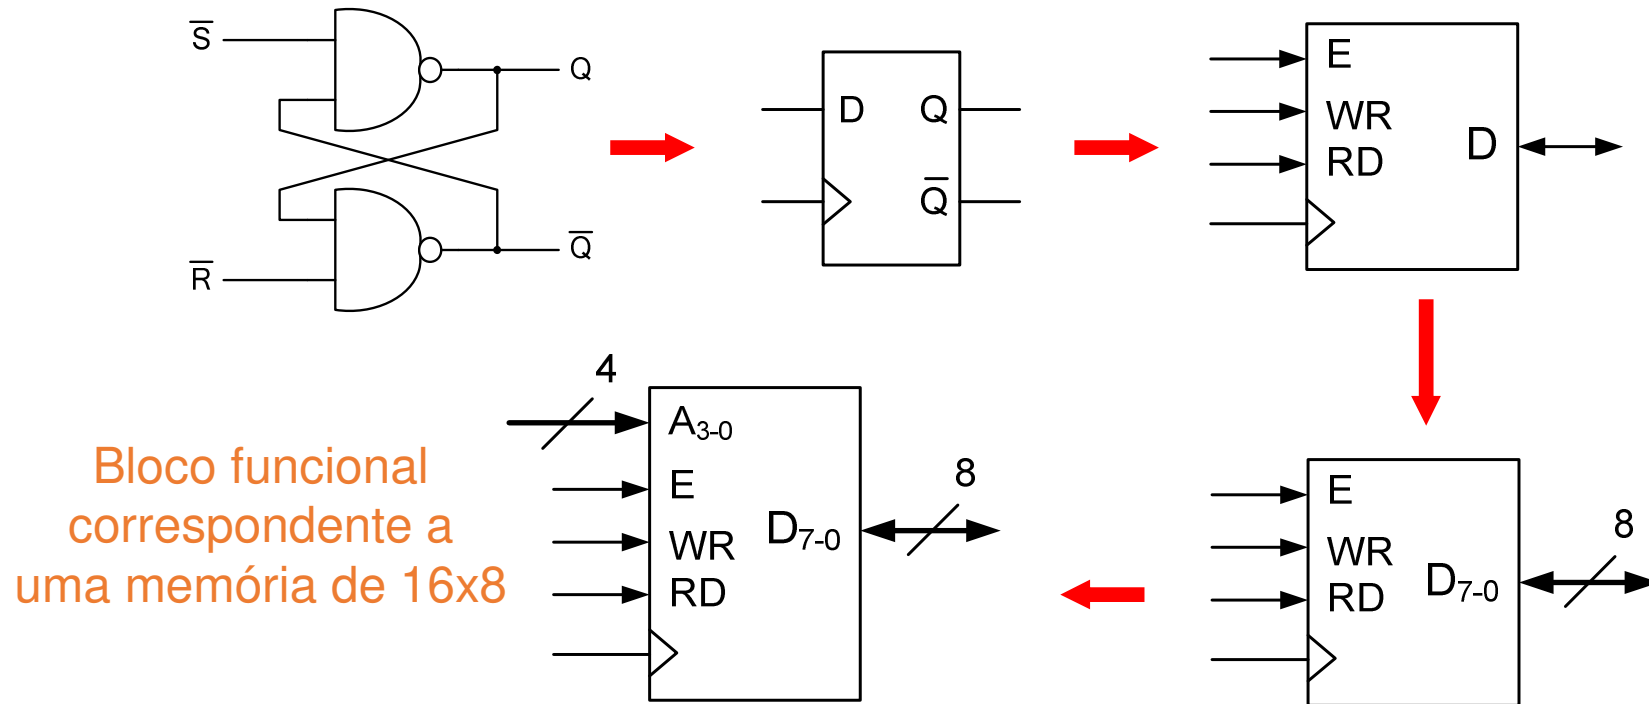 S̅
Q
R̅
Q̅
D Q
Q̅
E
WR
RD
D
4
A3-0
E
WR
RD
D7-0
8
E
WR
RD
D7-0
8
Bloco funcional
correspondente a
uma memória de 16x8